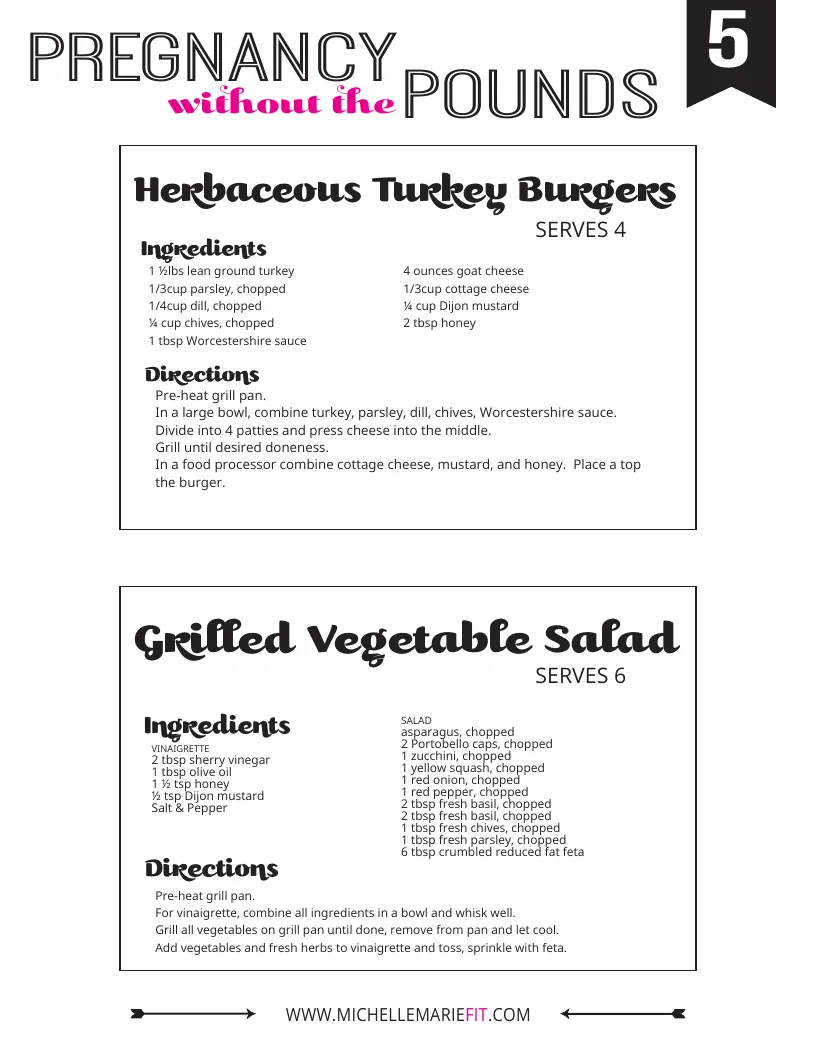 PREGNANCY
without the POUNDS
5
Herbaceous Turkey Burgers
SERVES 4
Ingredients
1 ½lbs lean ground turkey
1/3cup parsley, chopped
1/4cup dill, chopped
¼ cup chives, chopped
1 tbsp Worcestershire sauce
4 ounces goat cheese
1/3cup cottage cheese
¼ cup Dijon mustard
2 tbsp honey
Directions
Pre-heat grill pan.
In a large bowl, combine turkey, parsley, dill, chives, Worcestershire sauce.
Divide into 4 patties and press cheese into the middle.
Grill until desired doneness.
In a food processor combine cottage cheese, mustard, and honey.  Place a top
the burger.
Grilled Vegetable Salad
SERVES 6
Ingredients
VINAIGRETTE
2 tbsp sherry vinegar
1 tbsp olive oil
1 ½ tsp honey
½ tsp Dijon mustard
Salt & Pepper
SALAD
asparagus, chopped
2 Portobello caps, chopped
1 zucchini, chopped
1 yellow squash, chopped
1 red onion, chopped
1 red pepper, chopped
2 tbsp fresh basil, chopped
2 tbsp fresh basil, chopped
1 tbsp fresh chives, chopped
1 tbsp fresh parsley, chopped
6 tbsp crumbled reduced fat feta
Directions
Pre-heat grill pan.
For vinaigrette, combine all ingredients in a bowl and whisk well.
Grill all vegetables on grill pan until done, remove from pan and let cool.
Add vegetables and fresh herbs to vinaigrette and toss, sprinkle with feta.
WWW.MICHELLEMARIEFIT.COM